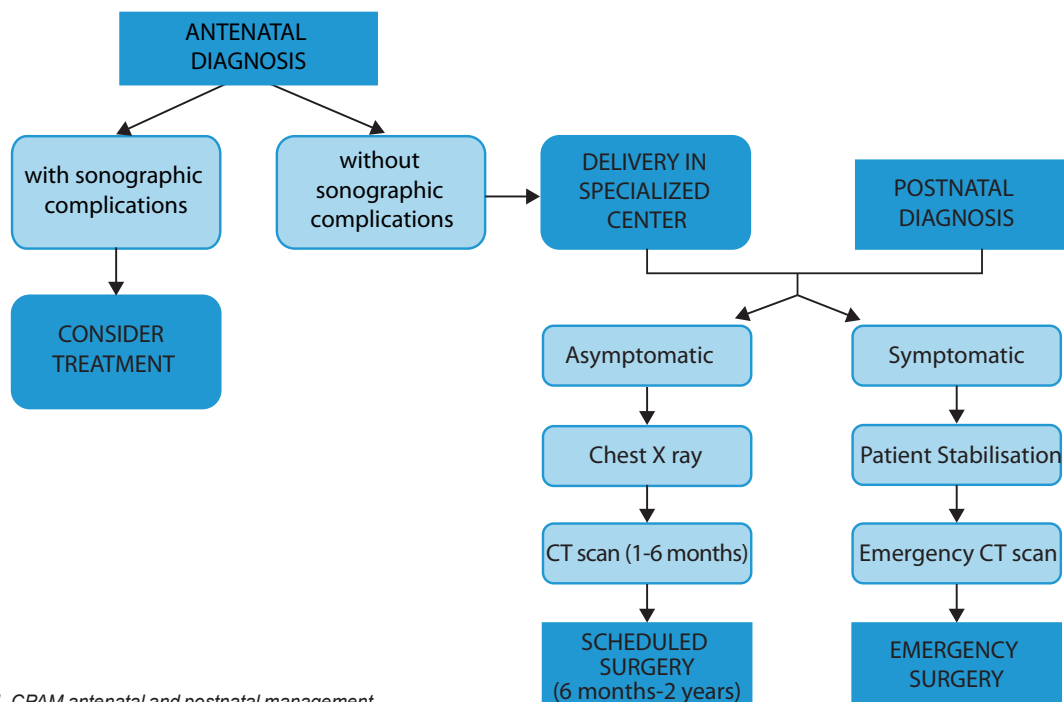 ANTENATAL
DIAGNOSIS
with sonographic
complications
without
sonographic
complications
DELIVERY IN
SPECIALIZED
CENTER
POSTNATAL
DIAGNOSIS
CONSIDER
TREATMENT
Asymptomatic
Symptomatic
Chest X ray
Patient Stabilisation
CT scan (1-6 months)
Emergency CT scan
SCHEDULED
SURGERY
(6 months-2 years)
EMERGENCY
SURGERY
CPAM antenatal and postnatal management